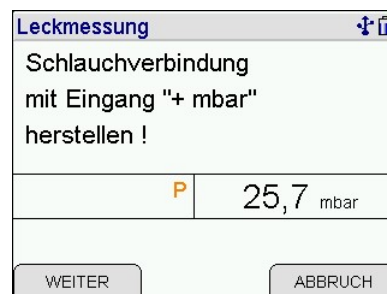 Leckmessung
Schlauchverbindung
mit Eingang "+ mbar"
herstellen !
P 25,7 mbar
WEITER ABBRUCH